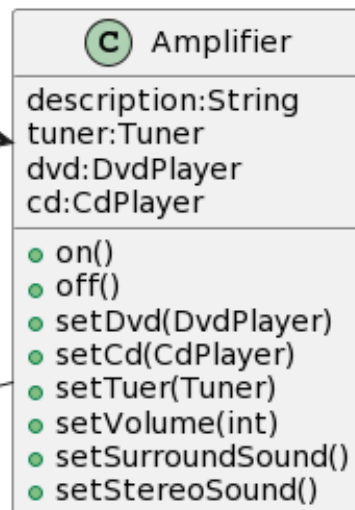 C Amplifier
description:String
tuner:Tuner
dvd:DvdPlayer
cd:CdPlayer
on()
off()
setDvd(DvdPlayer)
setCd(CdPlayer)
setTuer(Tuner)
setVolume(int)
setSurroundSound()
setStereoSound()